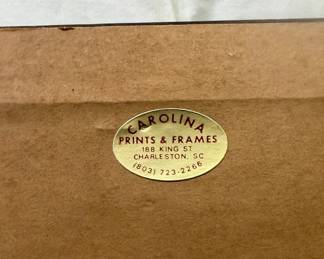 CAROLINA
PRINTS & FRAMES
188 KING ST
CHARLESTON, SC
(803) 723-2266